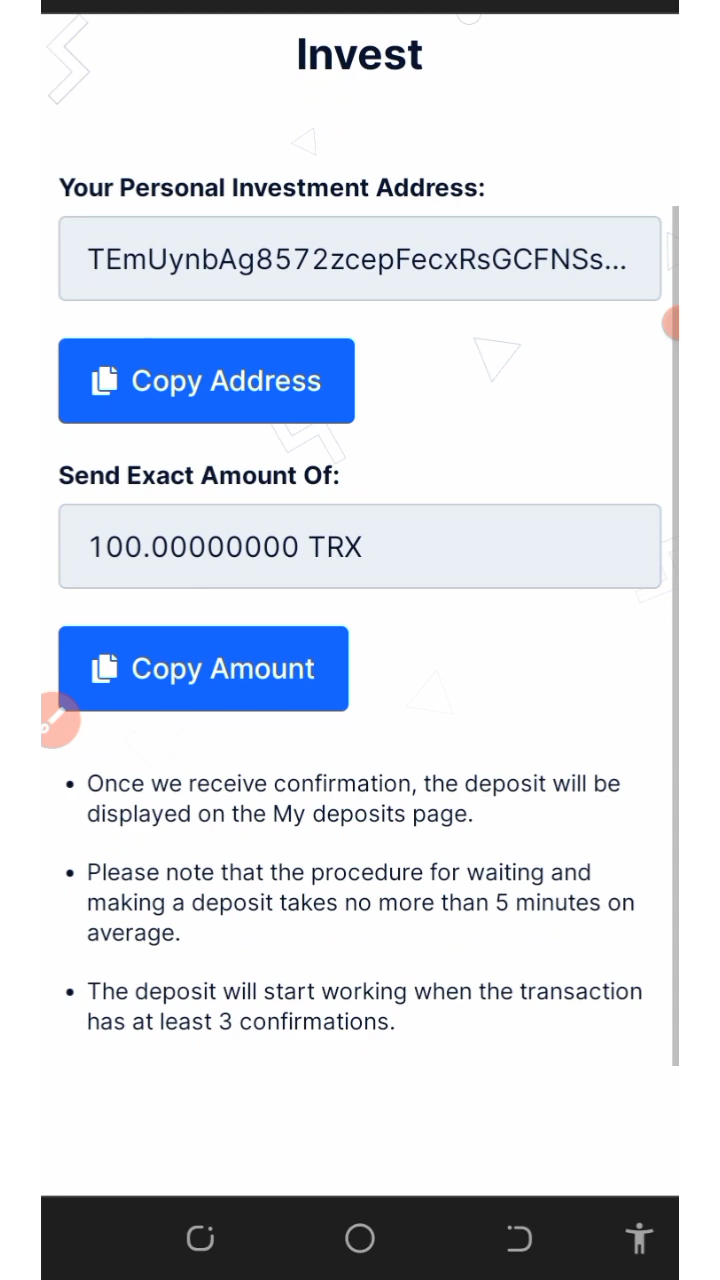 Invest
Your Personal Investment Address:
TEmUynbAg8572zcepFecxRsGCFNSs...
Copy Address
Send Exact Amount Of:
100.00000000 TRX
Copy Amount
• Once we receive confirmation, the deposit will be
displayed on the My deposits page.
• Please note that the procedure for waiting and
making a deposit takes no more than 5 minutes on
average.
• The deposit will start working when the transaction
has at least 3 confirmations.